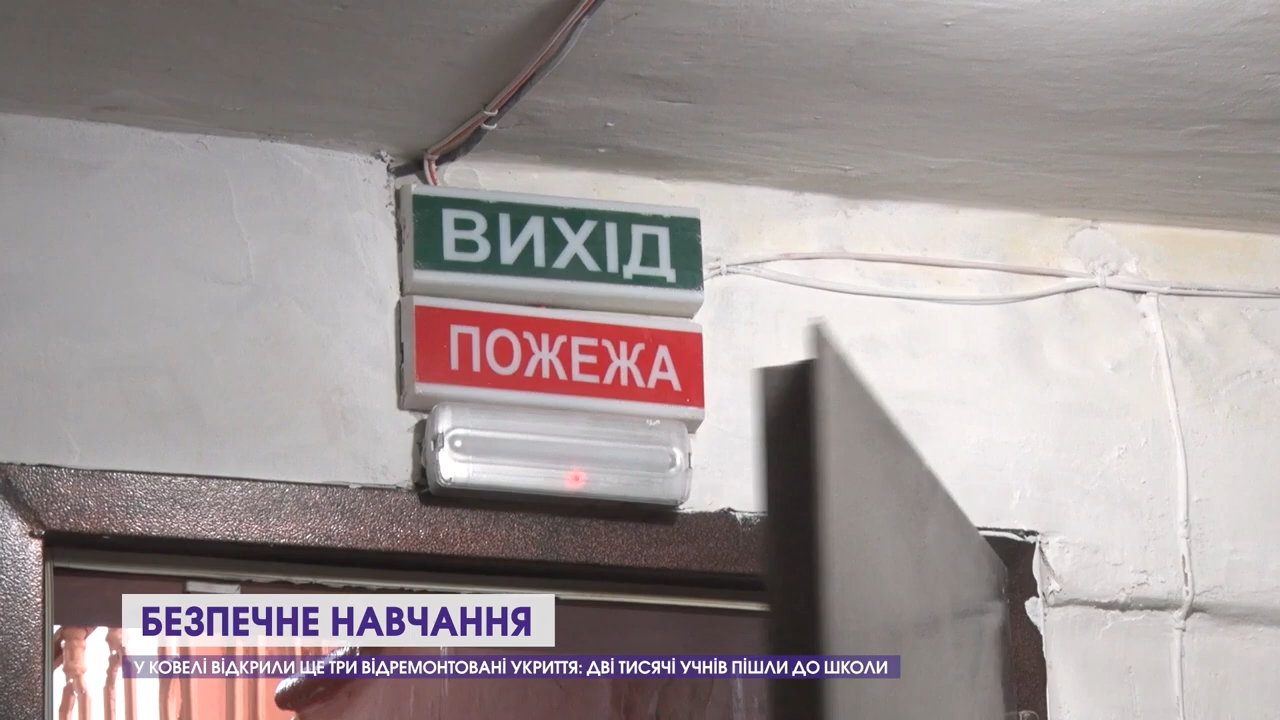 ВИХІД
ПОЖЕЖА
БЕЗПЕЧНЕ НАВЧАННЯ
У КОВЕЛІ ВІДКРИЛИ ЩЕ ТРИ ВІДРЕМОНТОВАНІ УКРИТТЯ: ДВІ ТИСЯЧІ УЧНІВ ПІШЛИ ДО ШКОЛИ